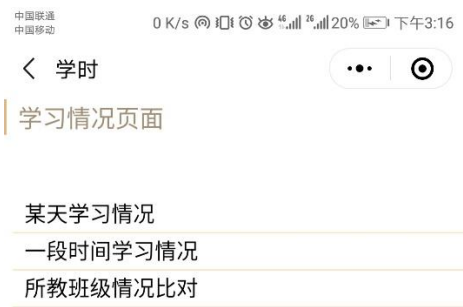 中国联通
中国移动
0 K/s 46 26 20% 下午3:16
学时
学习情况页面
某天学习情况
一段时间学习情况
所教班级情况比对